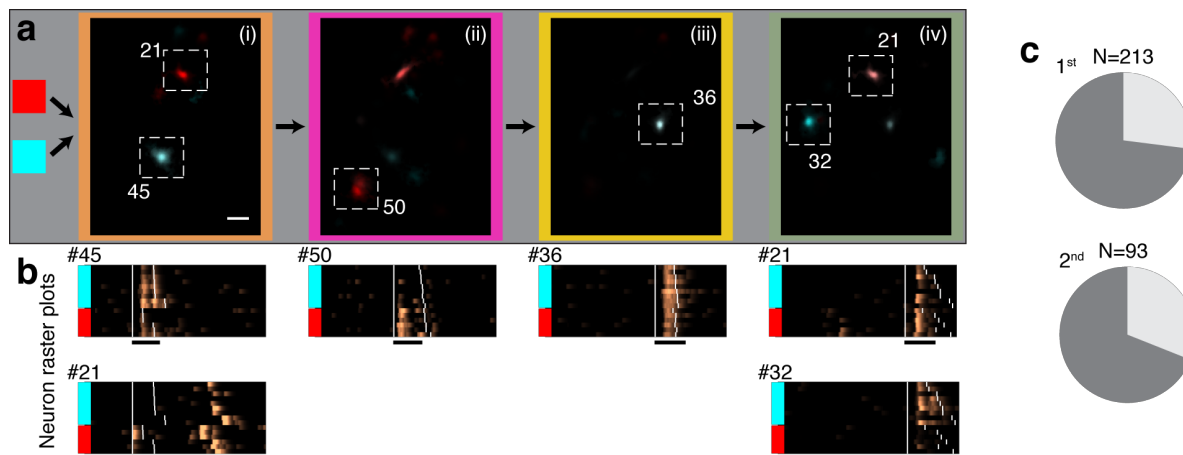 a
21
(i)
45
(ii)
50
(iii)
36
21
(iv)
32
c
1st N=213
2nd N=93
b
Neuron raster plots
#45
#50
#36
#21
#21
#32